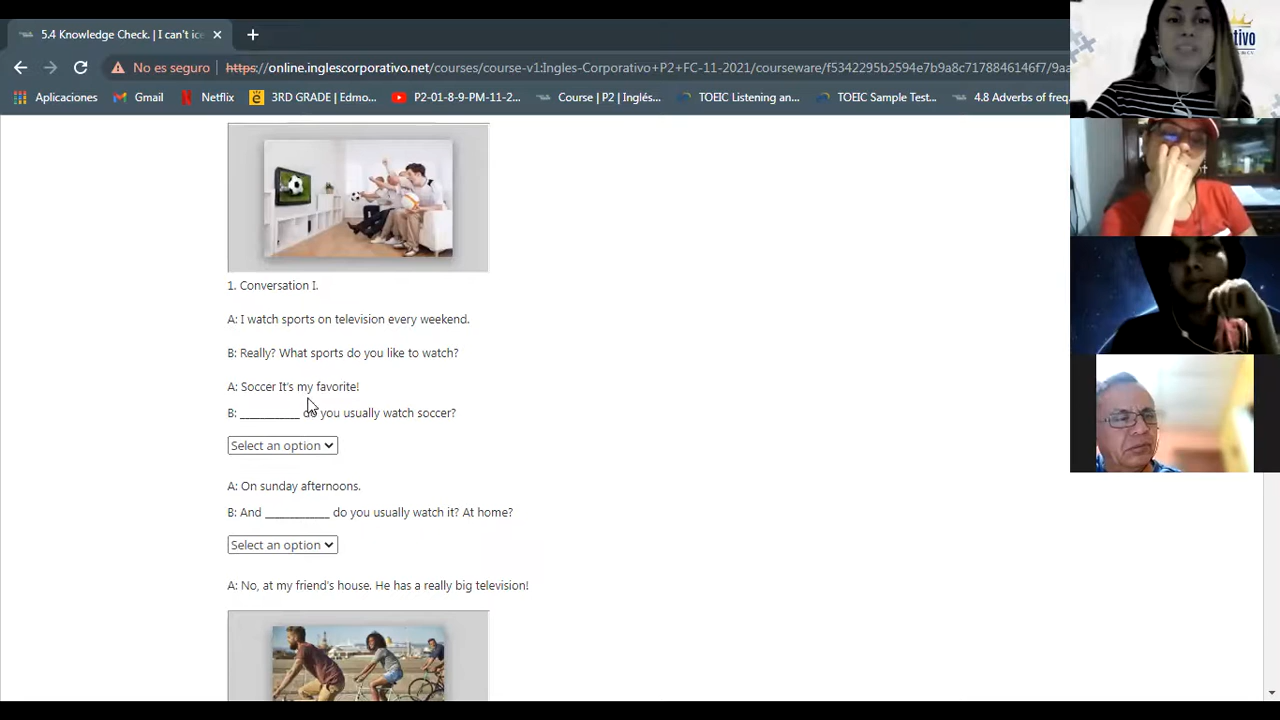 5.4 Knowledge Check. | I can't ice
No es seguro
https://online.inglescorporativo.net/courses/course-v1:Ingles-Corporativo+P2+FC-11-2021/courseware/f5342295b2594e7b9a8c7178846146f7/9aa
Aplicaciones
Gmail
Netflix
3RD GRADE | Edmo...
P2-01-8-9-PM-11-2...
Course | P2 | Inglés...
TOEIC Listening an...
TOEIC Sample Test...
4.8 Adverbs of freq
1. Conversation I.
A: I watch sports on television every weekend.
B: Really? What sports do you like to watch?
A: Soccer It's my favorite!
B: ____________ do you usually watch soccer?
Select an option
A: On sunday afternoons.
B: And ____________ do you usually watch it? At home?
Select an option
A: No, at my friend's house. He has a really big television!